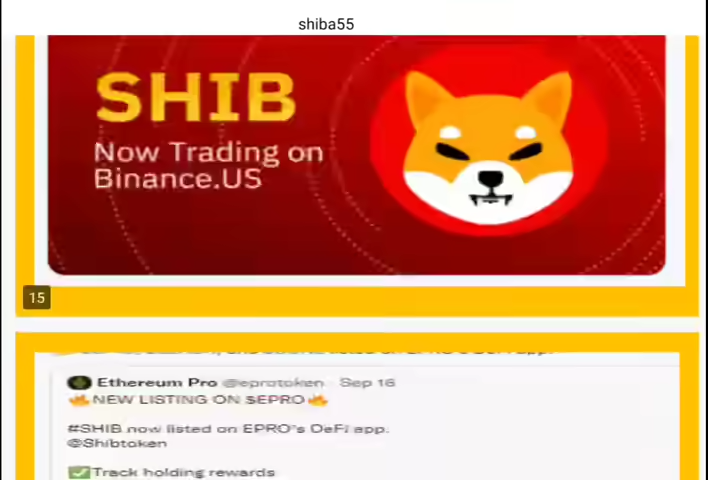 shiba55
SHIB
Now Trading on
Binance.US
15
Ethereum Pro @eprotoken · Sep 16
🔥NEW LISTING ON $EPRO🔥
#SHIB now listed on EPRO's DeFi app.
@Shibtoken
✅Track holding rewards